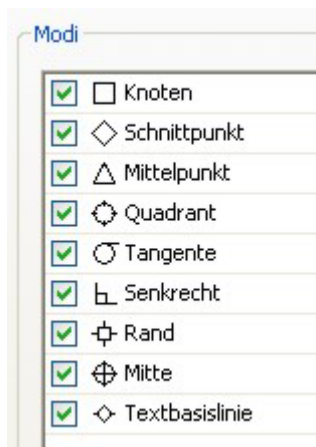 Modi
Knoten
Schnittpunkt
Mittelpunkt
Quadrant
Tangente
Senkrecht
Rand
Mitte
Textbasislinie